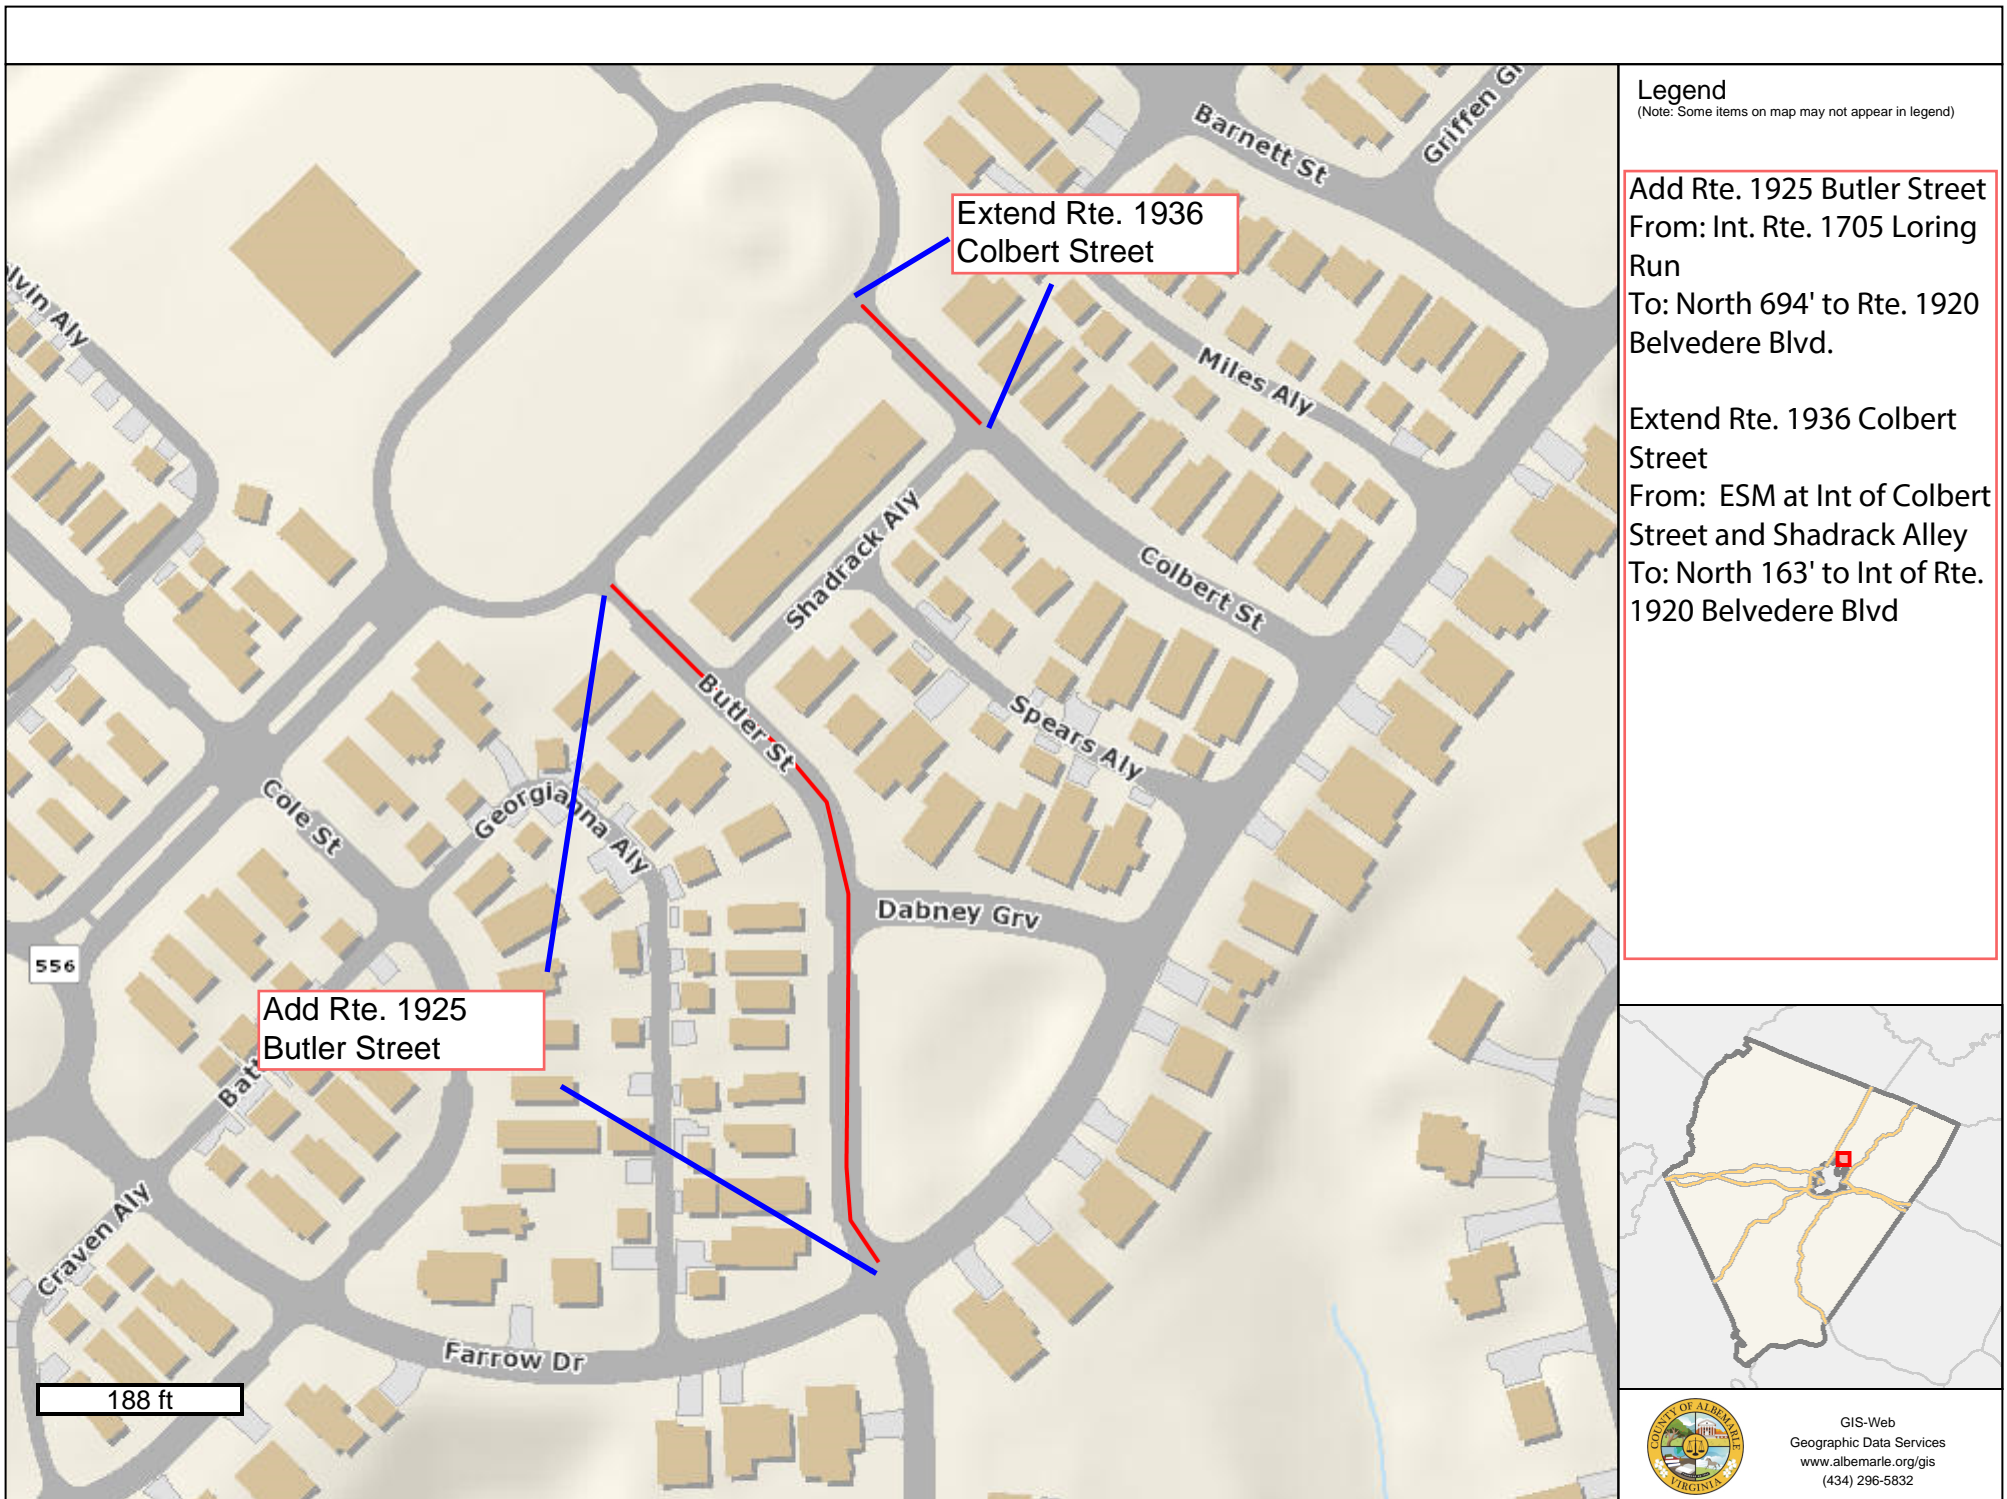 Legend
(Note: Some items on map may not appear in legend)
Add Rte. 1925 Butler Street
From: Int. Rte. 1705 Loring
Run
To: North 694' to Rte. 1920
Belvedere Blvd.
Extend Rte. 1936 Colbert
Street
From:  ESM at Int of Colbert
Street and Shadrack Alley
To: North 163' to Int of Rte.
1920 Belvedere Blvd
Extend Rte. 1936
Colbert Street
Barnett St
Griffen
Aly
Miles Aly
Shadrack Aly
Colbert St
Butler St
Spears Aly
Cole St
Georgianna Aly
Dabney Grv
556
Add Rte. 1925
Butler Street
Craven Aly
Farrow Dr
188 ft
COUNTY OF ALBEMARLE
VIRGINIA
GIS-Web
Geographic Data Services
www.albemarle.org/gis
(434) 296-5832